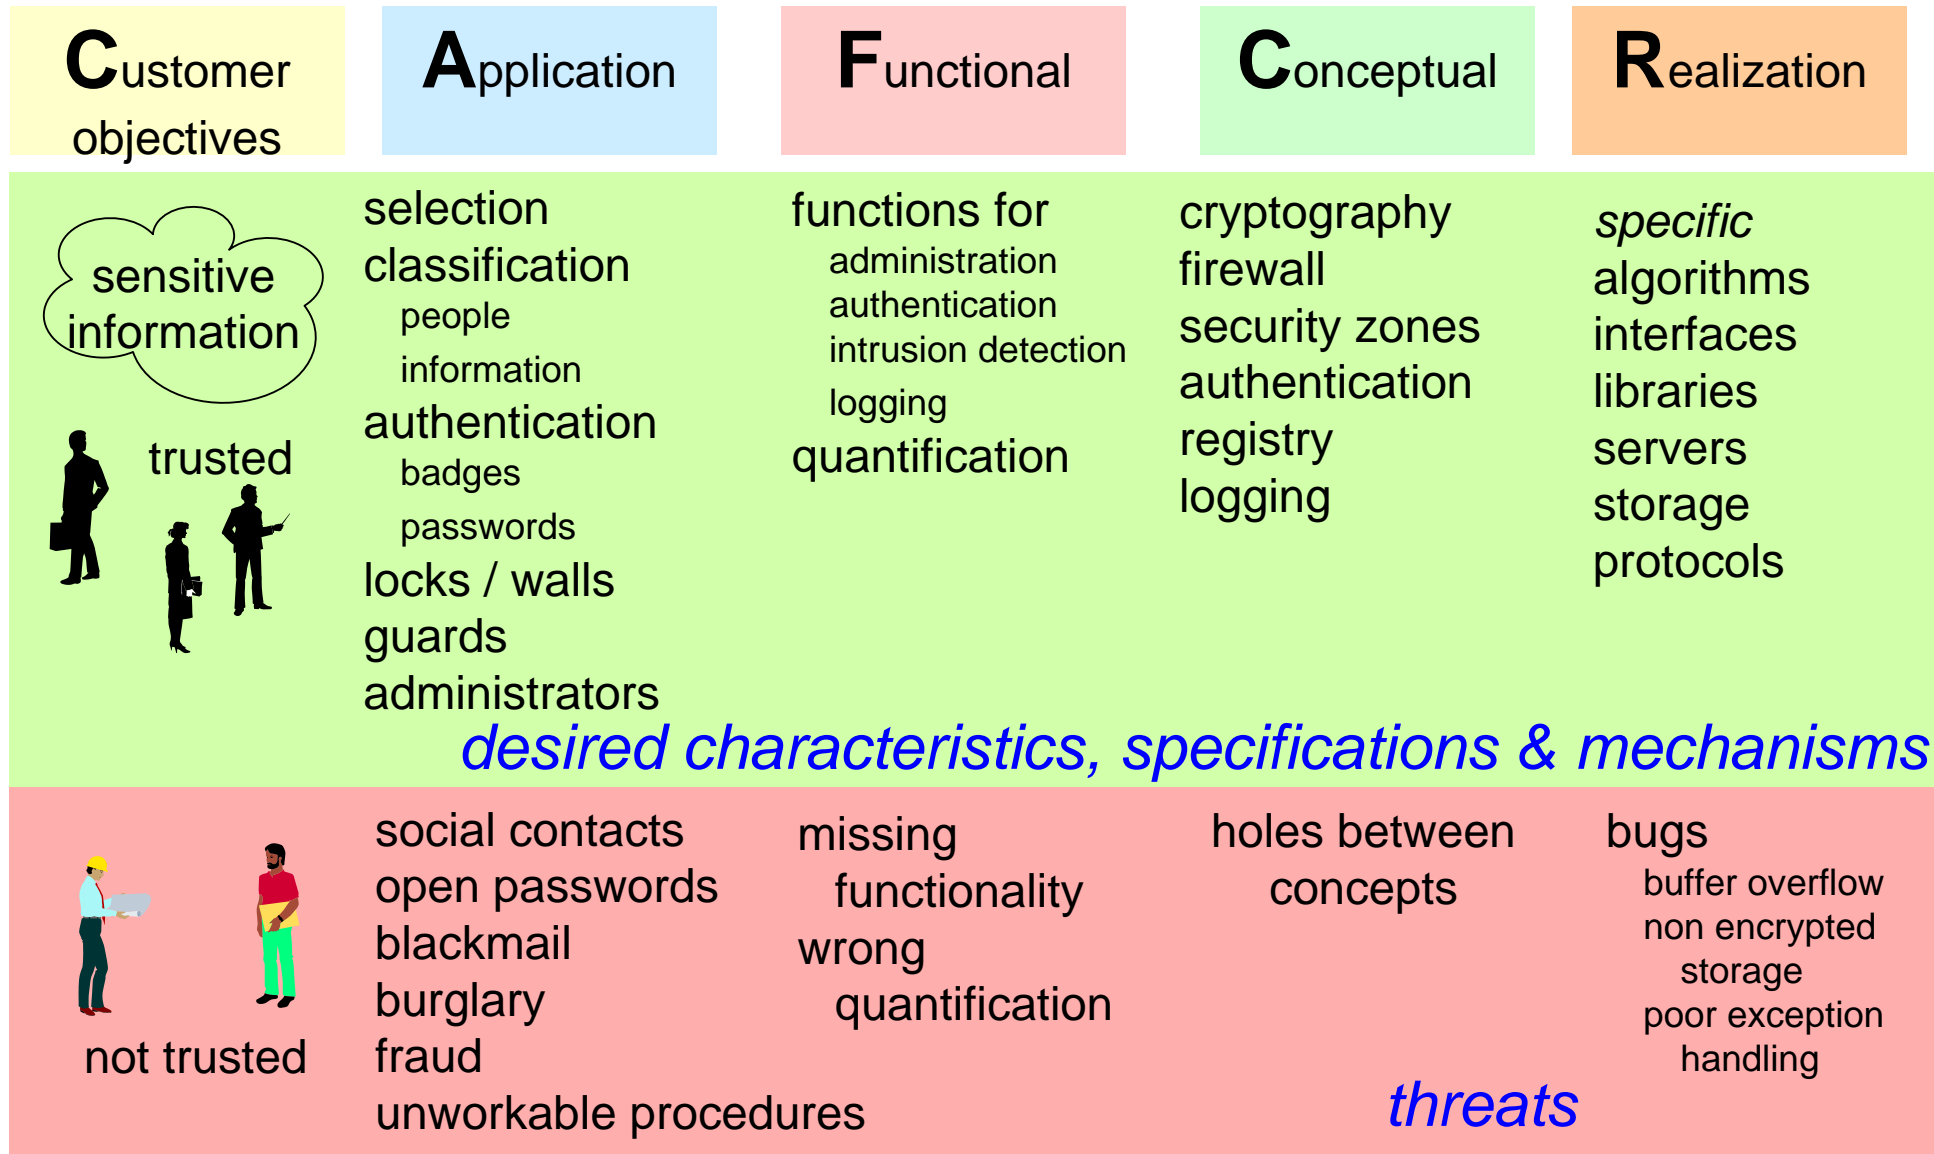 Customer
objectives
Application
Functional
Conceptual
Realization
sensitive
information
trusted
selection
classification
people
information
authentication
badges
passwords
locks / walls
guards
administrators
functions for
administration
authentication
intrusion detection
logging
quantification
cryptography
firewall
security zones
authentication
registry
logging
specific
algorithms
interfaces
libraries
servers
storage
protocols
desired characteristics, specifications & mechanisms
not trusted
social contacts
open passwords
blackmail
burglary
fraud
unworkable procedures
missing
functionality
wrong
quantification
holes between
concepts
bugs
buffer overflow
non encrypted
storage
poor exception
handling
threats